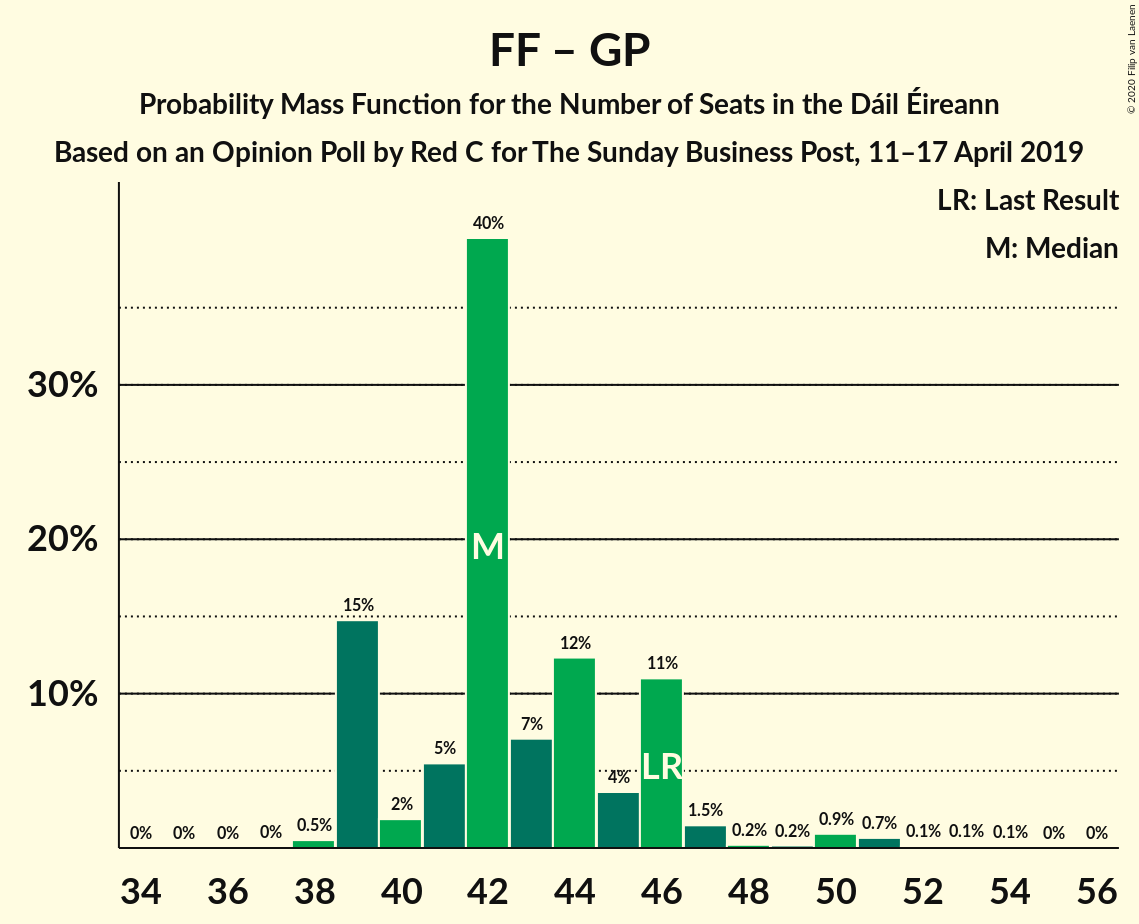 FF – GP
Probability Mass Function for the Number of Seats in the Dáil Éireann
Based on an Opinion Poll by Red C for The Sunday Business Post, 11–17 April 2019
© 2020 Filip van Laenen
LR: Last Result
M: Median
30%
20%
10%
0%
0%
0%
0%
0.5%
15%
2%
5%
40%
7%
12%
4%
11%
1.5%
0.2%
0.2%
0.9%
0.7%
0.1%
0.1%
0.1%
0%
0%
M
LR
34 36 38 40 42 44 46 48 50 52 54 56